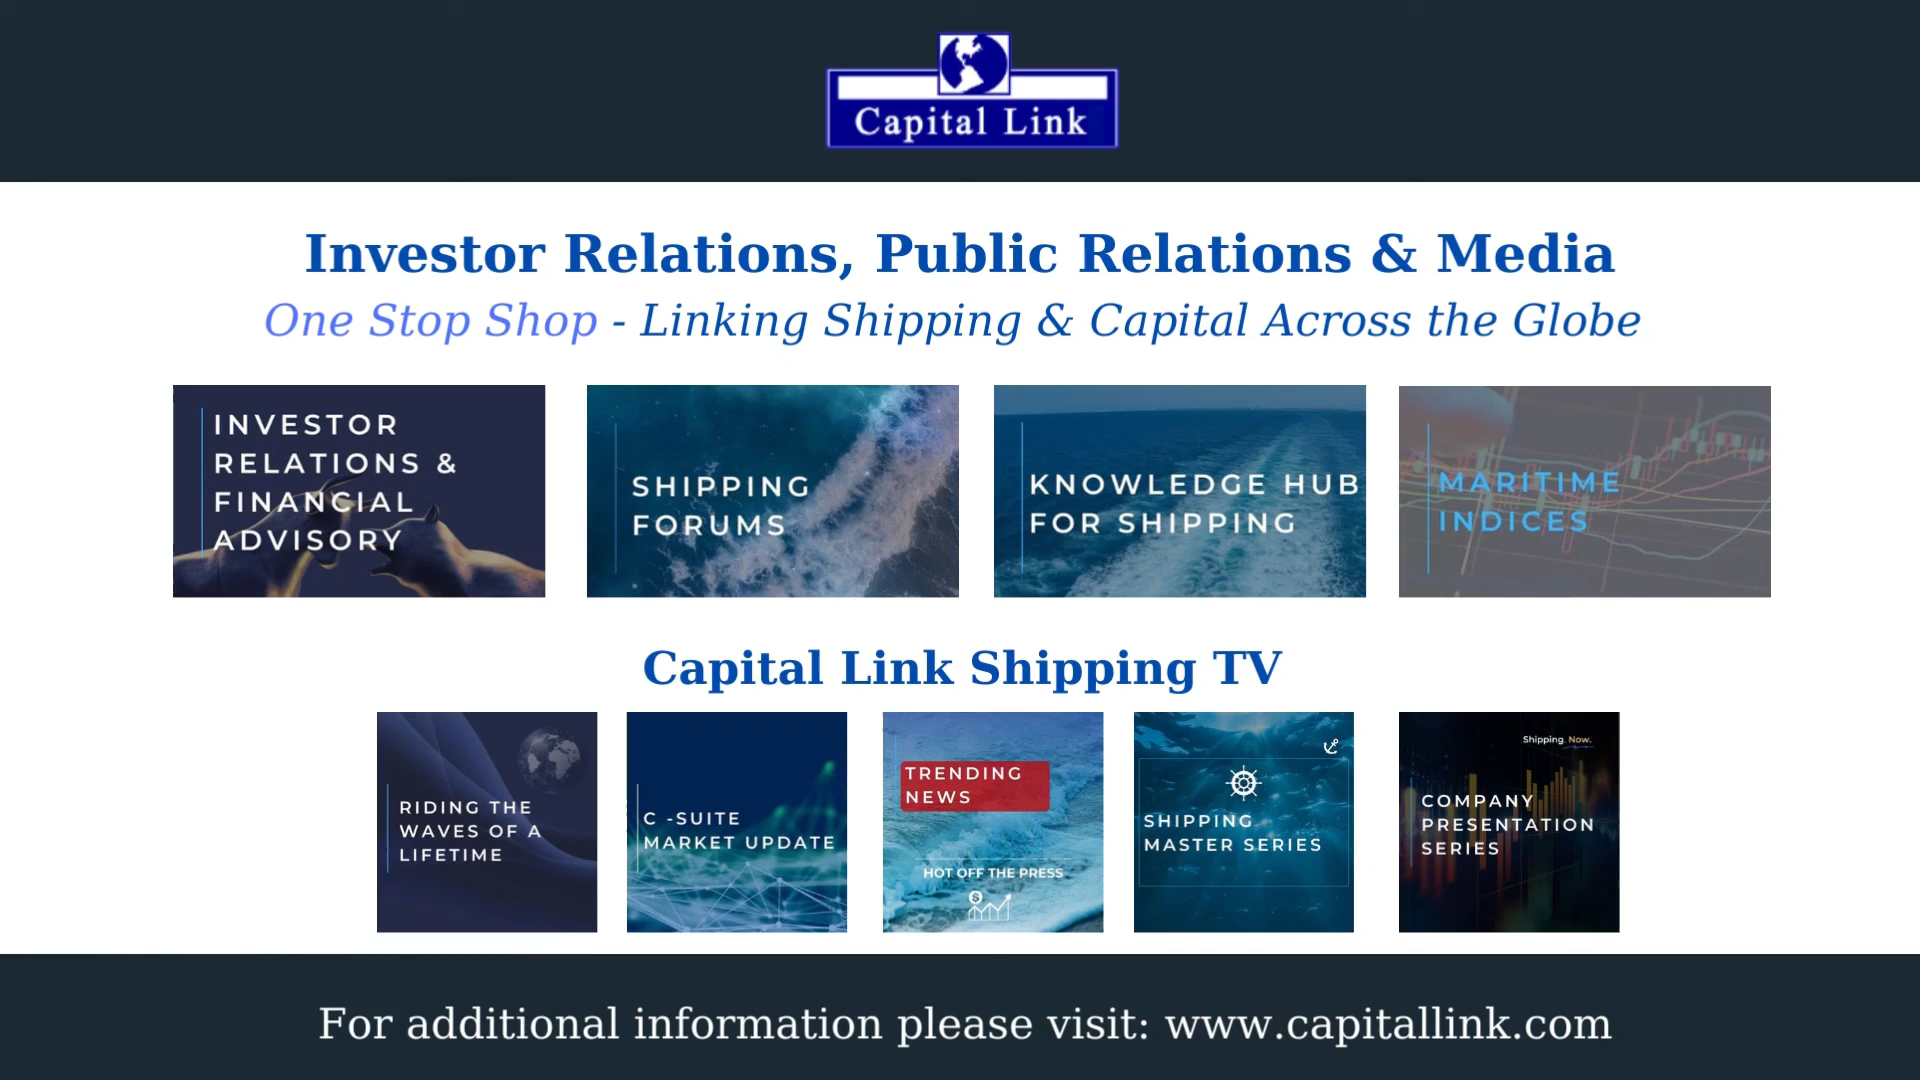 Capital Link
Investor Relations, Public Relations & Media
One Stop Shop - Linking Shipping & Capital Across the Globe
INVESTOR
RELATIONS &
FINANCIAL
ADVISORY
SHIPPING
FORUMS
KNOWLEDGE HUB
FOR SHIPPING
MARITIME
INDICES
Capital Link Shipping TV
RIDING THE
WAVES OF A
LIFETIME
C -SUITE
MARKET UPDATE
TRENDING
NEWS
HOT OFF THE PRESS
$
SHIPPING
MASTER SERIES
Shipping. Now.
COMPANY
PRESENTATION
SERIES
For additional information please visit: www.capitallink.com